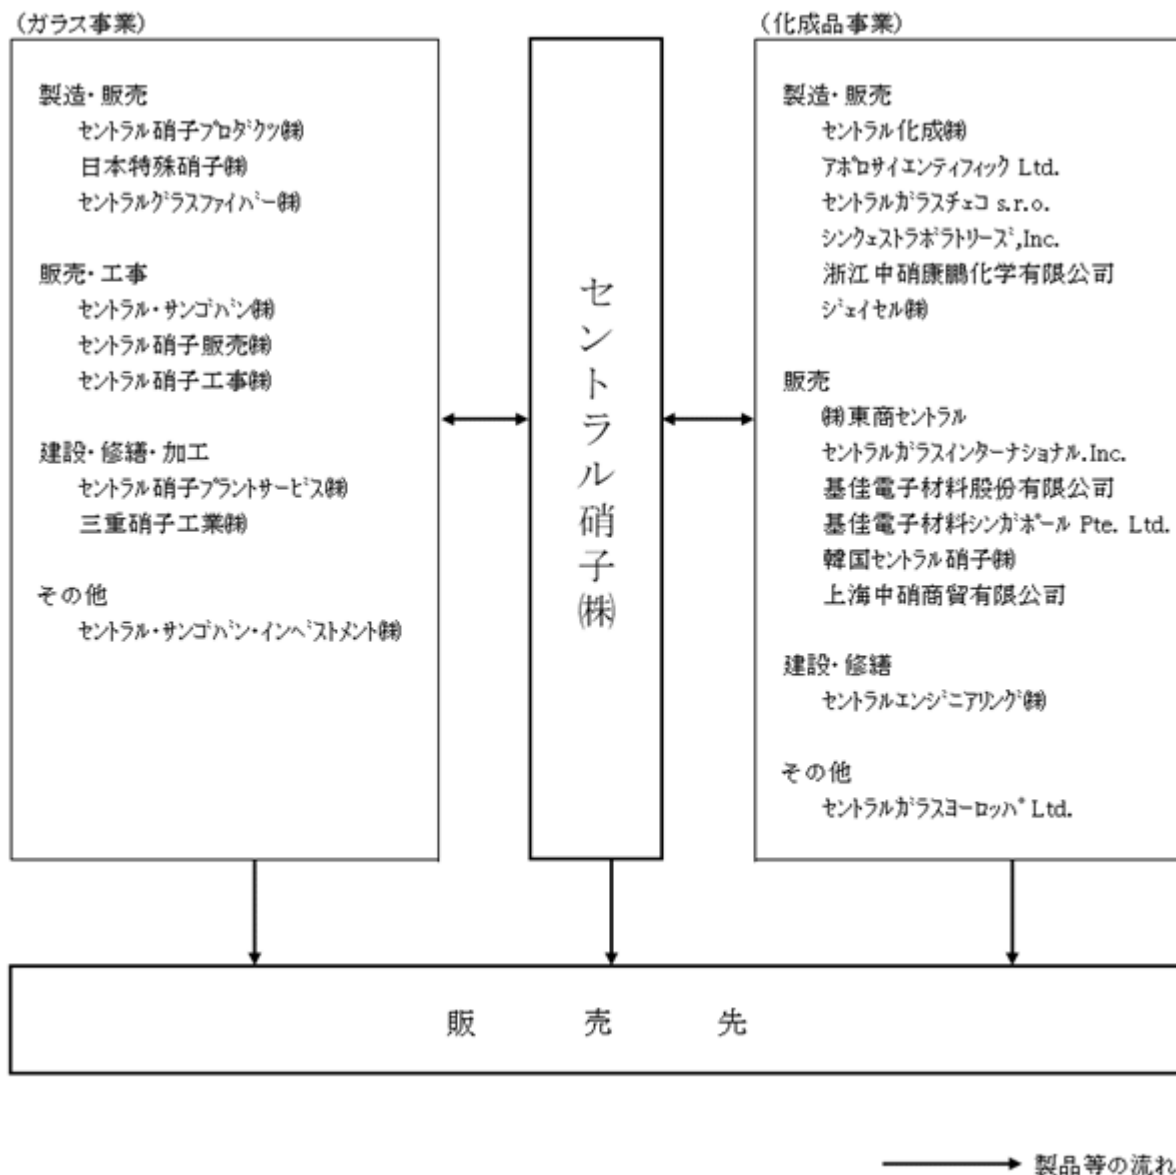 (ガラス事業)
製造・販売
セントラル硝子プロダクツ㈱
日本特殊硝子㈱
セントラルグラスファイバー㈱
販売・工事
セントラル・サンゴバン㈱
セントラル硝子販売㈱
セントラル硝子工事㈱
建設・修繕・加工
セントラル硝子プラントサービス㈱
三重硝子工業㈱
その他
セントラル・サンゴバン・インベストメント㈱
セントラル硝子㈱
(化成品事業)
製造・販売
セントラル化成㈱
アポロサイエンティフィック Ltd.
セントラルガラスチェコ s.r.o.
シンクェストラボラトリーズ,Inc.
浙江中硝康鵬化学有限公司
ジェイセル㈱
販売
㈱東商セントラル
セントラルガラスインターナショナル.Inc.
基佳電子材料股份有限公司
基佳電子材料シンガポール Pte. Ltd.
韓国セントラル硝子㈱
上海中硝商貿有限公司
建設・修繕
セントラルエンジニアリング㈱
その他
セントラルガラスヨーロッパ Ltd.
販売先
製品等の流れ